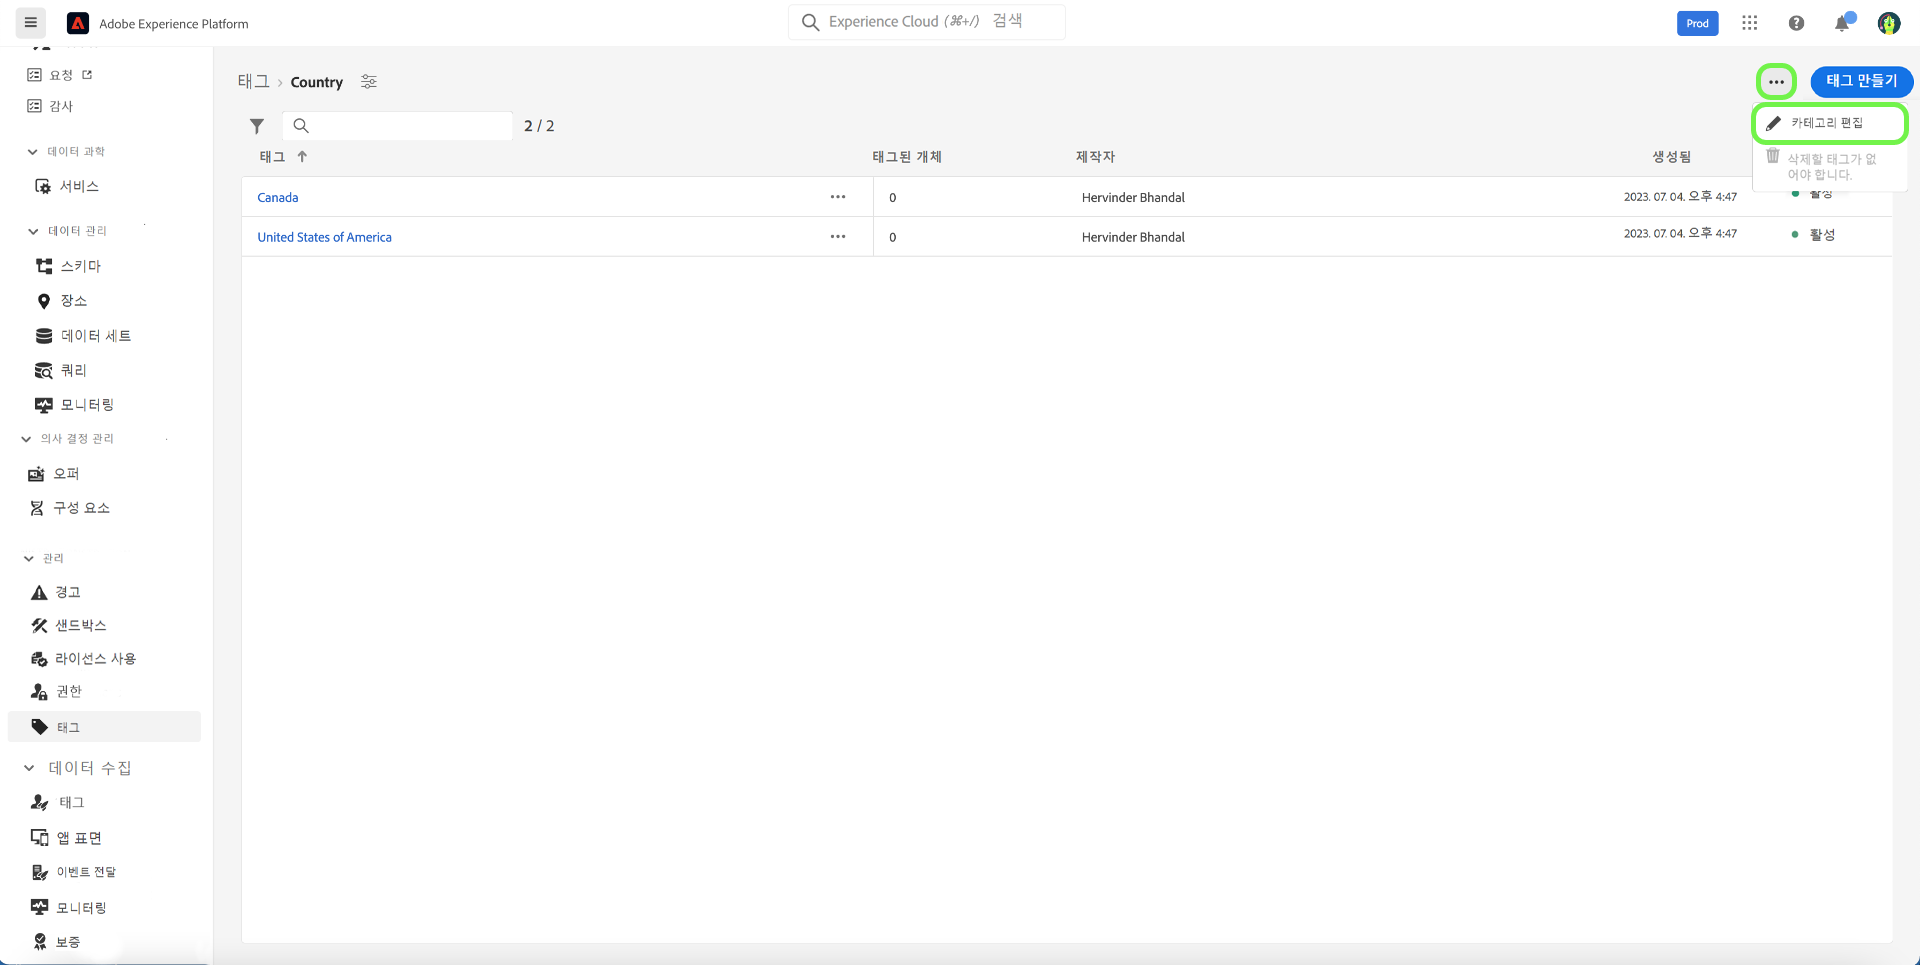 Adobe Experience Platform
Experience Cloud (⌘+/) 검색
Prod
요청
감사
데이터 과학
서비스
데이터 관리
스키마
장소
데이터 세트
쿼리
모니터링
의사 결정 관리
오퍼
구성 요소
관리
경고
샌드박스
라이선스 사용
권한
태그
데이터 수집
태그
앱 표면
이벤트 전달
모니터링
보증
태그 > Country
태그 만들기
카테고리 편집
삭제할 태그가 없
어야 합니다.
2 / 2
태그 ↑ 태그된 개체 제작자 생성됨
Canada ••• 0 Hervinder Bhandal 2023. 07. 04. 오후 4:47 활성
United States of America ••• 0 Hervinder Bhandal 2023. 07. 04. 오후 4:47 활성